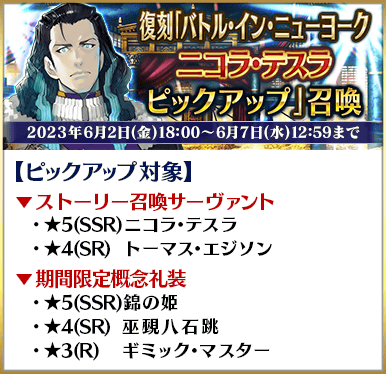 復刻「バトル・イン・ニューヨーク
ニコラ・テスラ
ピックアップ」召喚
2023年6月2日(金)18:00～6月7日(水)12:59まで
【ピックアップ対象】
▼ストーリー召喚サーヴァント
・★5(SSR)ニコラ・テスラ
・★4(SR) トーマス・エジソン
▼期間限定概念礼装
・★5(SSR)錦の姫
・★4(SR) 巫覡八石跳
・★3(R) ギミック・マスター